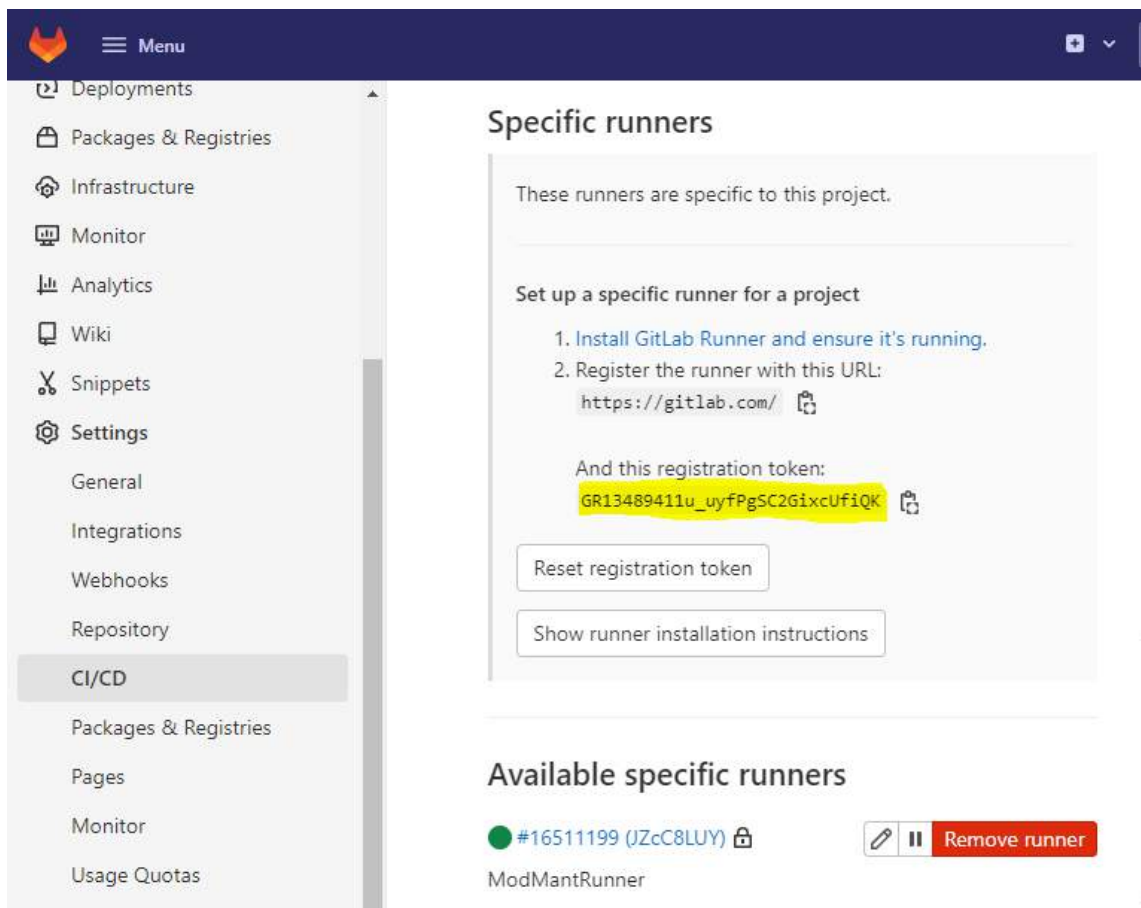 Menu
Deployments
Packages & Registries
Infrastructure
Monitor
Analytics
Wiki
Snippets
Settings
General
Integrations
Webhooks
Repository
CI/CD
Packages & Registries
Pages
Monitor
Usage Quotas
Specific runners
These runners are specific to this project.
Set up a specific runner for a project
1. Install GitLab Runner and ensure it's running.
2. Register the runner with this URL:
https://gitlab.com/
And this registration token:
GR13489411u_uyfPgSC2GixcUfiQK
Reset registration token
Show runner installation instructions
Available specific runners
#16511199 (JZcC8LUY)
Remove runner
ModMantRunner